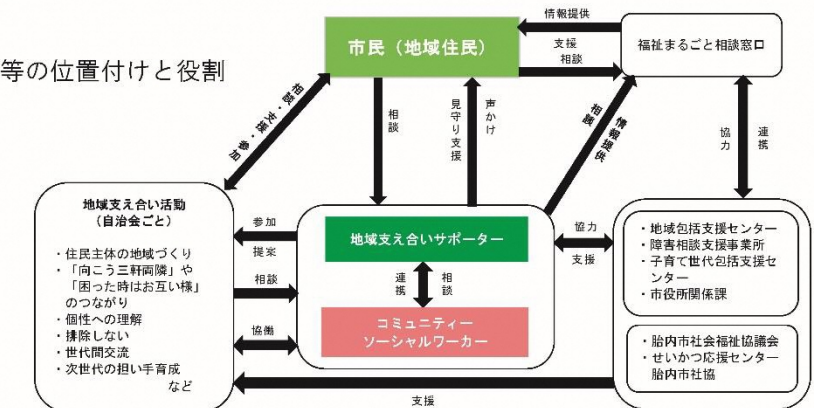 等の位置付けと役割
市民（地域住民）
情報提供
支援
相談
福祉まるごと相談窓口
相談・支援・参加
相談
見守り支援
声かけ
情報提供
相談
協力
連携
地域支え合い活動
（自治会ごと）
・住民主体の地域づくり
・「向こう三軒両隣」や
「困った時はお互い様」
のつながり
・個性への理解
・排除しない
・世代間交流
・次世代の担い手育成
など
参加
提案
相談
協働
地域支え合いサポーター
連携
相談
コミュニティー
ソーシャルワーカー
協力
支援
・地域包括支援センター
・障害相談支援事業所
・子育て世代包括支援セ
ンター
・市役所関係課
・胎内市社会福祉協議会
・せいかつ応援センター
胎内市社協
支援